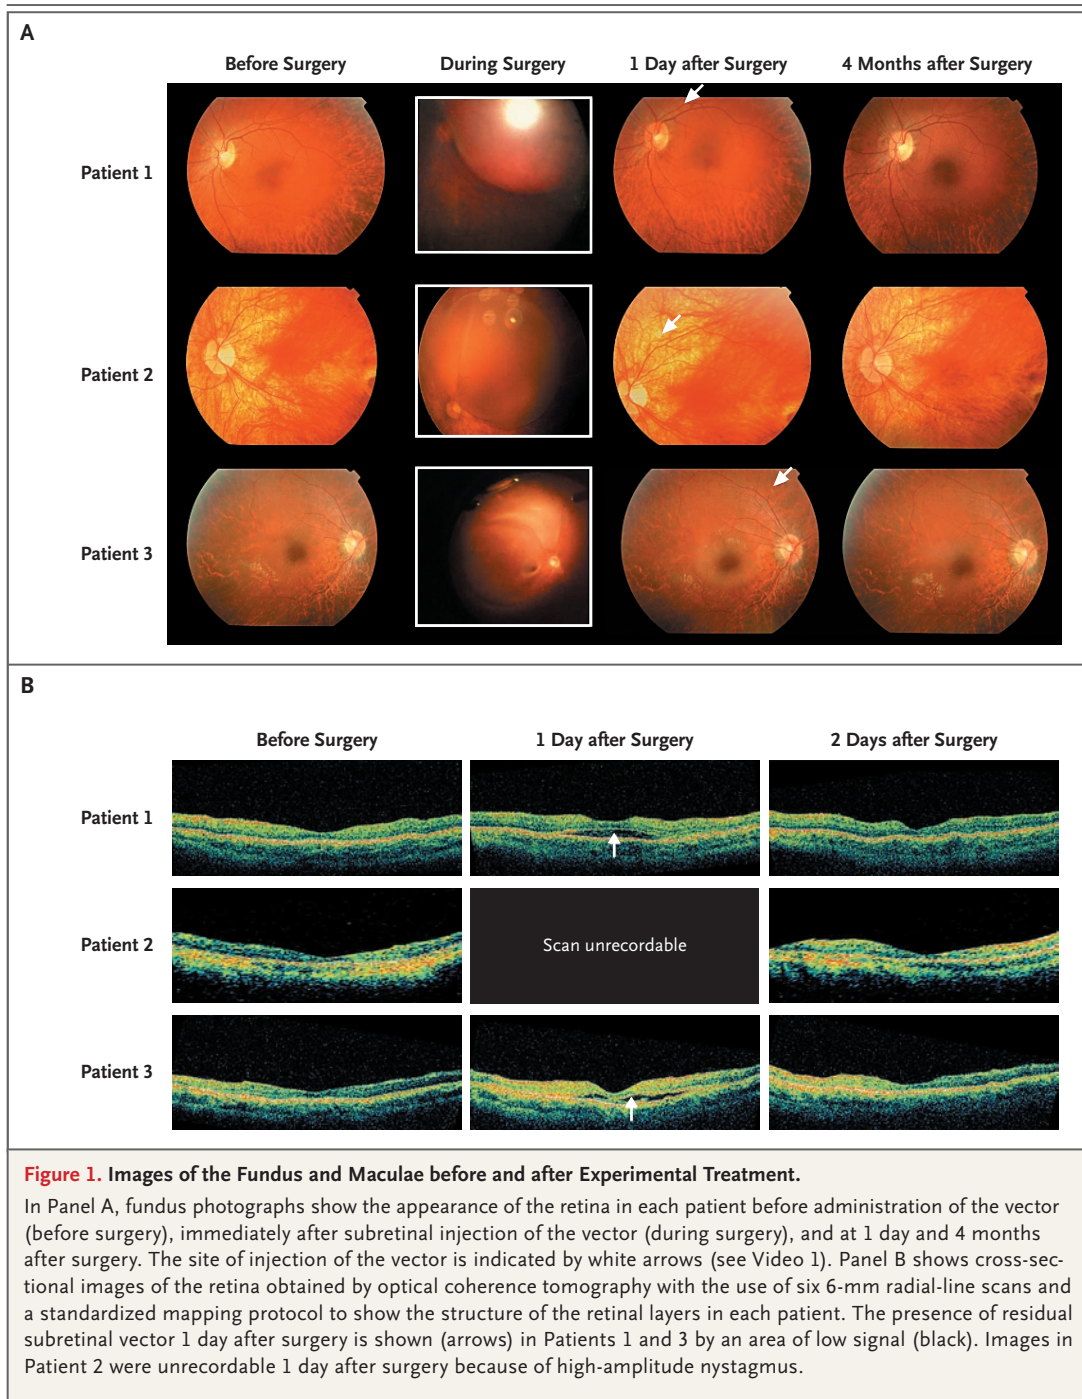 A
Before Surgery
During Surgery
1 Day after Surgery
4 Months after Surgery
Patient 1
Patient 2
Patient 3
B
Before Surgery
1 Day after Surgery
2 Days after Surgery
Patient 1
Patient 2
Scan unrecordable
Patient 3
Figure 1. Images of the Fundus and Maculae before and after Experimental Treatment.
In Panel A, fundus photographs show the appearance of the retina in each patient before administration of the vector
(before surgery), immediately after subretinal injection of the vector (during surgery), and at 1 day and 4 months
after surgery. The site of injection of the vector is indicated by white arrows (see Video 1). Panel B shows cross-sec-
tional images of the retina obtained by optical coherence tomography with the use of six 6-mm radial-line scans and
a standardized mapping protocol to show the structure of the retinal layers in each patient. The presence of residual
subretinal vector 1 day after surgery is shown (arrows) in Patients 1 and 3 by an area of low signal (black). Images in
Patient 2 were unrecordable 1 day after surgery because of high-amplitude nystagmus.